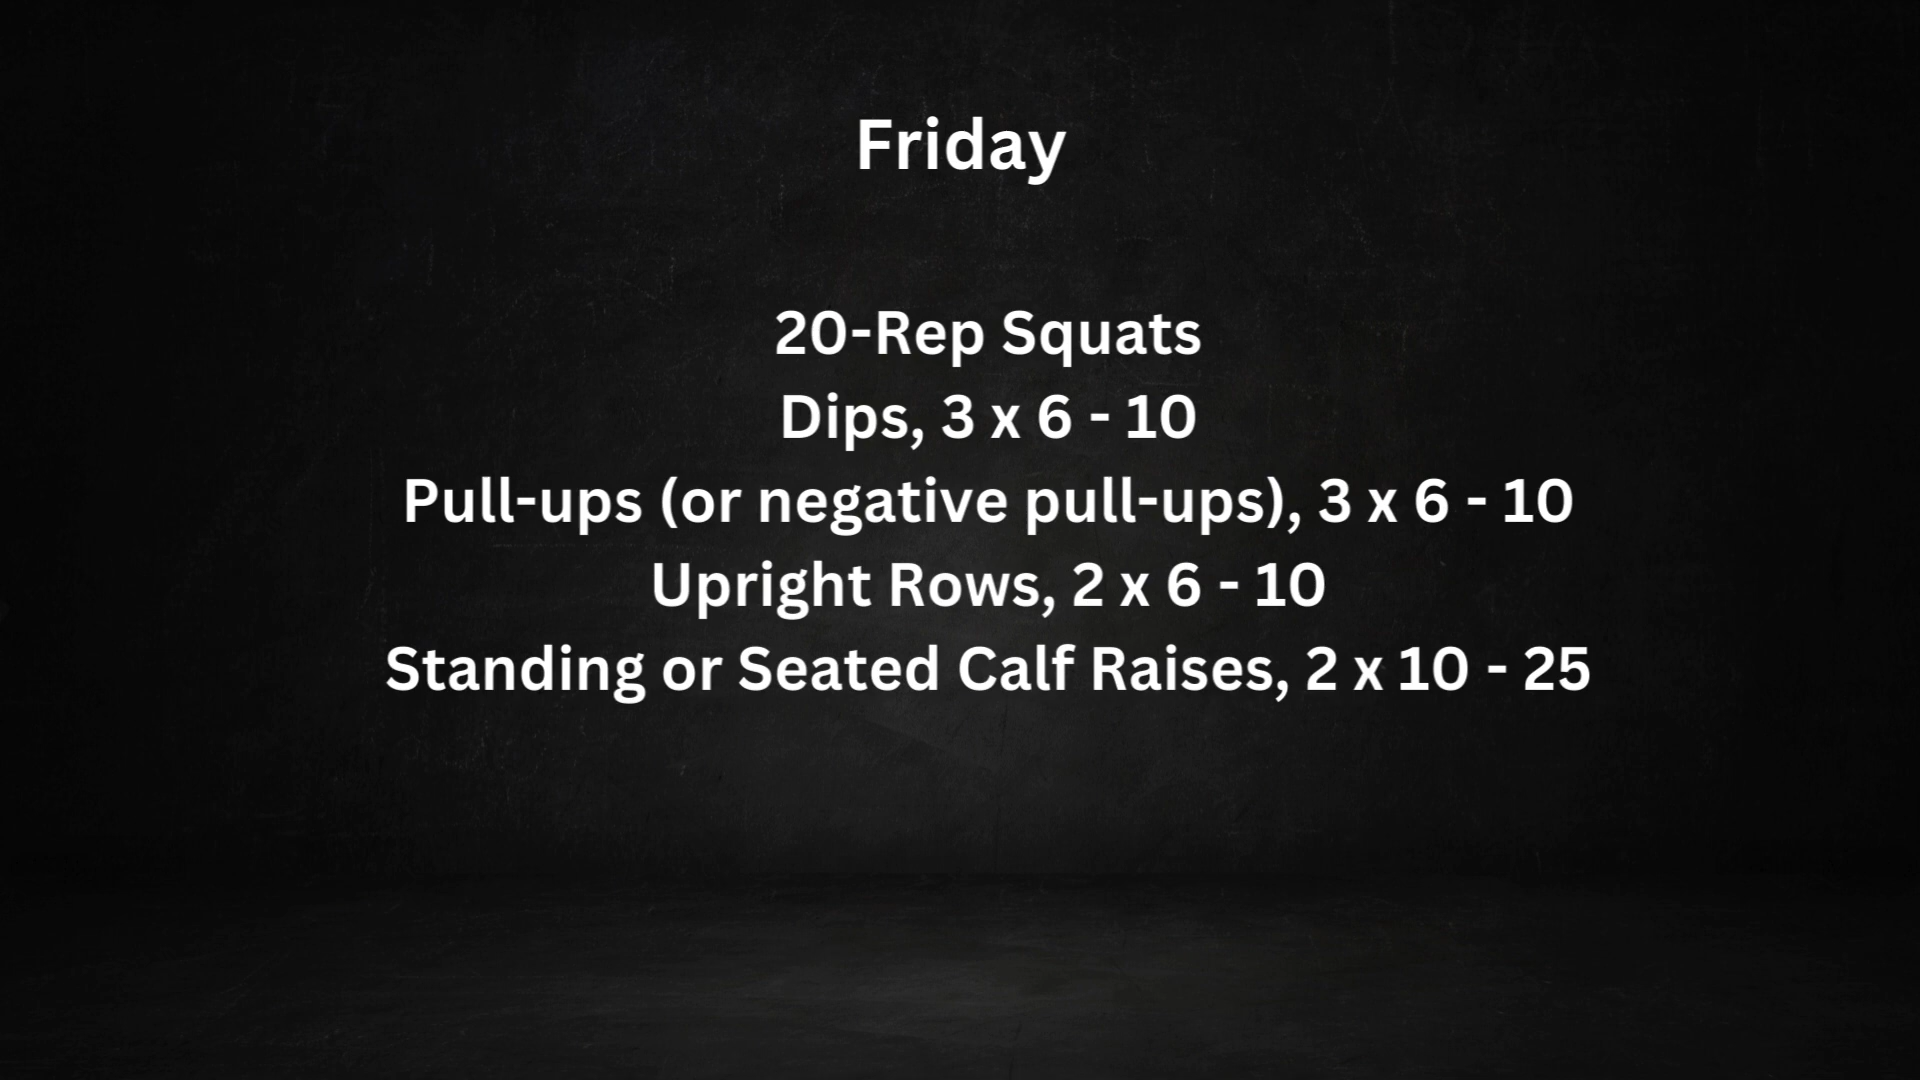 Friday
20-Rep Squats
Dips, 3 x 6 - 10
Pull-ups (or negative pull-ups), 3 x 6 - 10
Upright Rows, 2 x 6 - 10
Standing or Seated Calf Raises, 2 x 10 - 25